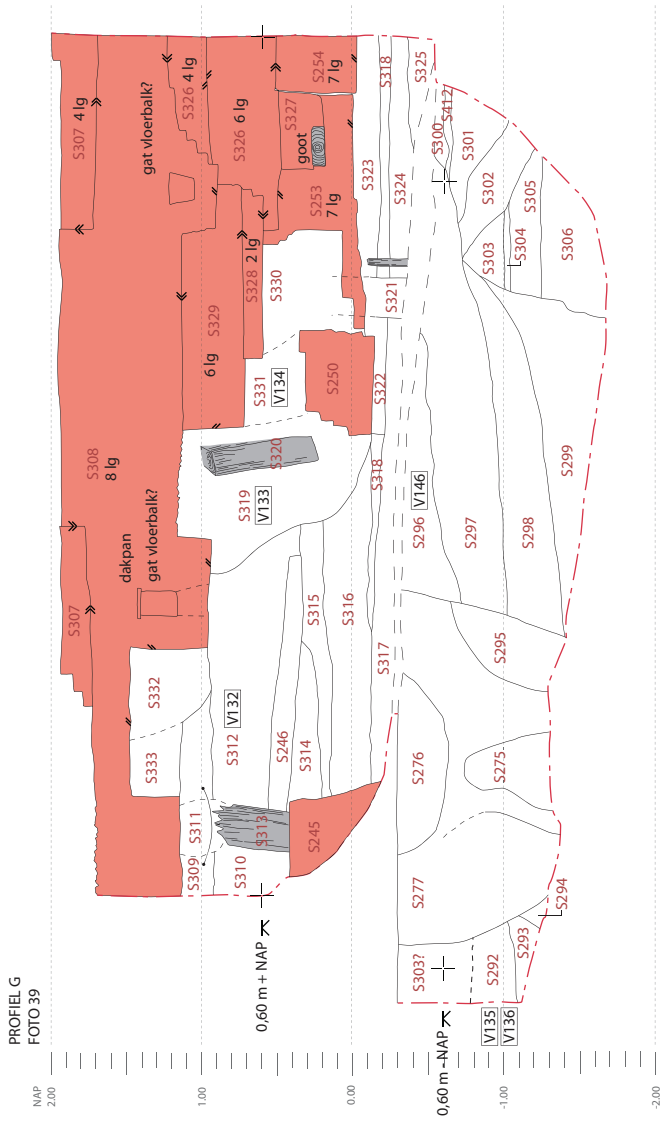 PROFIEL G
FOTO 39
NAP
2.00
1.00
0.00
-1.00
-2.00
0,60 m + NAP
0,60 m - NAP
S307
4 lg
S308
8 lg
S307
dakpan
gat vloerbalk?
gat vloerbalk?
S326
4 lg
S326
6 lg
S327
goot
S254
7 lg
S253
7 lg
S328
2 lg
S329
6 lg
S330
S331
V134
S250
S320
S319
V133
S332
S333
S312
V132
S311
S309
S310
S313
S245
S246
S314
S315
S316
S317
S318
S322
S321
S323
S324
S318
S325
S300
S412
S301
S302
S303
S304
S305
S306
S296
V146
S297
S298
S299
S295
S276
S275
S277
S303?
S292
S293
S294
V135
V136